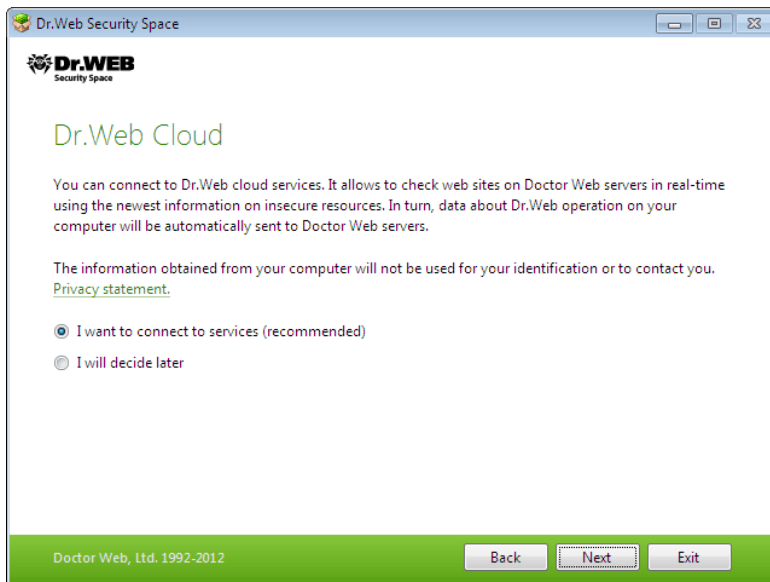 Dr.Web Security Space
Dr.WEB
Security Space
Dr.Web Cloud
You can connect to Dr.Web cloud services. It allows to check web sites on Doctor Web servers in real-time
using the newest information on insecure resources. In turn, data about Dr.Web operation on your
computer will be automatically sent to Doctor Web servers.
The information obtained from your computer will not be used for your identification or to contact you.
Privacy statement.
I want to connect to services (recommended)
I will decide later
Doctor Web, Ltd. 1992-2012
Back
Next
Exit